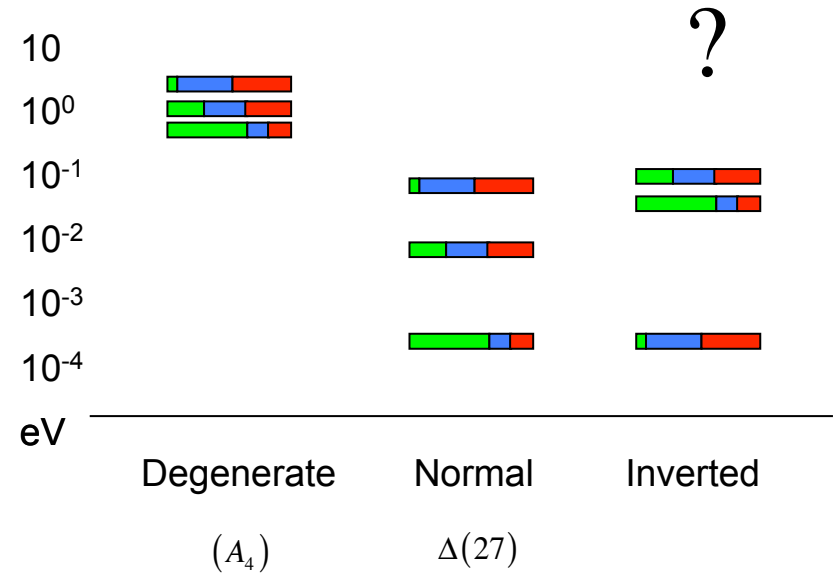 ?
10
10⁰
10⁻¹
10⁻²
10⁻³
10⁻⁴
eV
Degenerate Normal Inverted
(A₄) Δ(27)